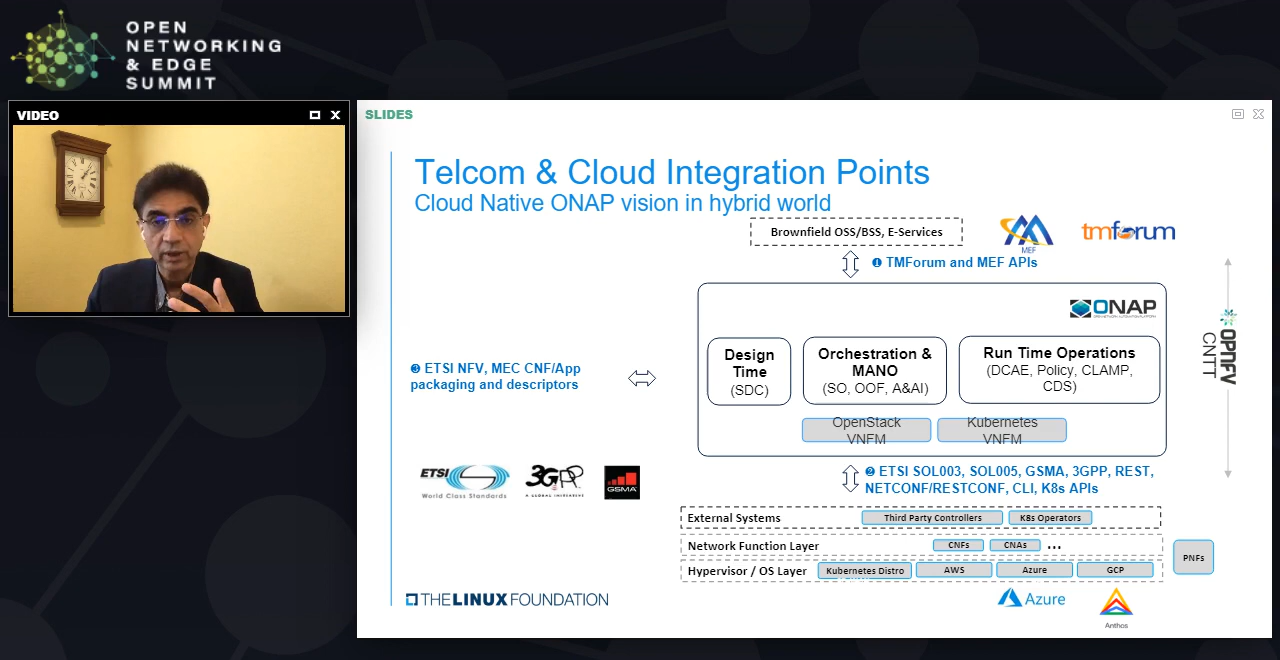 OPEN
NETWORKING
& EDGE
SUMMIT
VIDEO
SLIDES
Telcom & Cloud Integration Points
Cloud Native ONAP vision in hybrid world
Brownfield OSS/BSS, E-Services
MEF
tmforum
❶ TMForum and MEF APIs
ONAP
Design
Time
(SDC)
Orchestration &
MANO
(SO, OOF, A&AI)
Run Time Operations
(DCAE, Policy, CLAMP,
CDS)
OpenStack
VNFM
Kubernetes
VNFM
OPNFV
CNTT
❸ ETSI NFV, MEC CNF/App
packaging and descriptors
ETSI
World Class Standards
3GPP
A GLOBAL INITIATIVE
GSMA
❷ ETSI SOL003, SOL005, GSMA, 3GPP, REST,
NETCONF/RESTCONF, CLI, K8s APIs
External Systems
Third Party Controllers
K8s Operators
Network Function Layer
CNFs
CNAs
...
PNFs
Hypervisor / OS Layer
Kubernetes Distro
AWS
Azure
GCP
THE LINUX FOUNDATION
Azure
Anthos